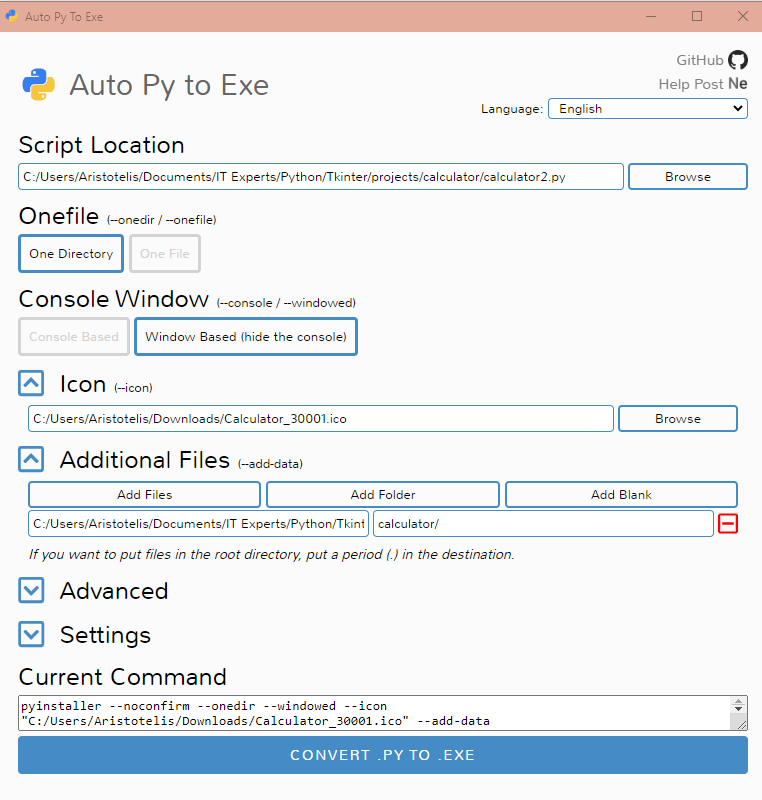 Auto Py To Exe
GitHub
Auto Py to Exe
Help Post Ne
Language: English
Script Location
C:/Users/Aristotelis/Documents/IT Experts/Python/Tkinter/projects/calculator/calculator2.py Browse
Onefile (--onedir / --onefile)
One Directory One File
Console Window (--console / --windowed)
Console Based Window Based (hide the console)
Icon (--icon)
C:/Users/Aristotelis/Downloads/Calculator_30001.ico Browse
Additional Files (--add-data)
Add Files Add Folder Add Blank
C:/Users/Aristotelis/Documents/IT Experts/Python/Tkint calculator/
If you want to put files in the root directory, put a period (.) in the destination.
Advanced
Settings
Current Command
pyinstaller --noconfirm --onedir --windowed --icon
"C:/Users/Aristotelis/Downloads/Calculator_30001.ico" --add-data
CONVERT .PY TO .EXE